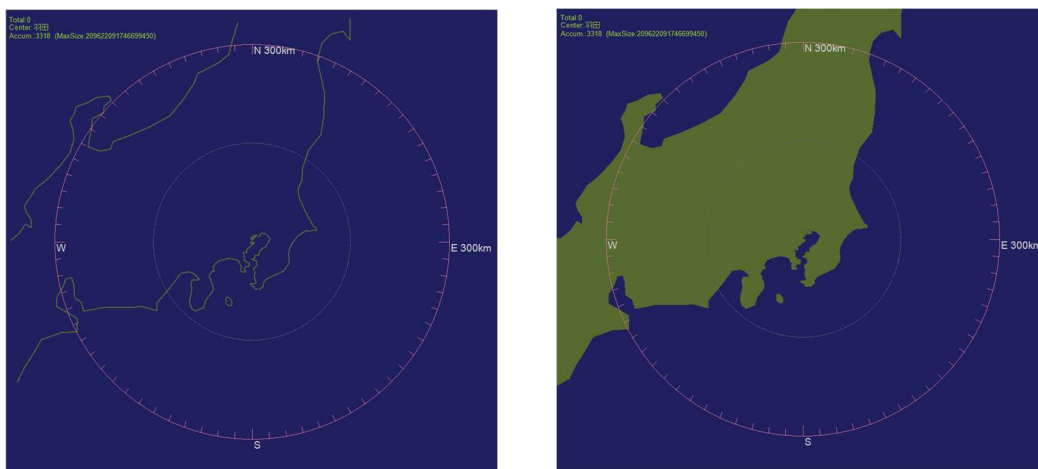 Total:0
Center:羽田
Accum.:3318 (MaxSize:209622091746699450)
N 300km
W
E 300km
S
Total:0
Center:羽田
Accum.:3318 (MaxSize:209622091746699450)
N 300km
W
E 300km
S